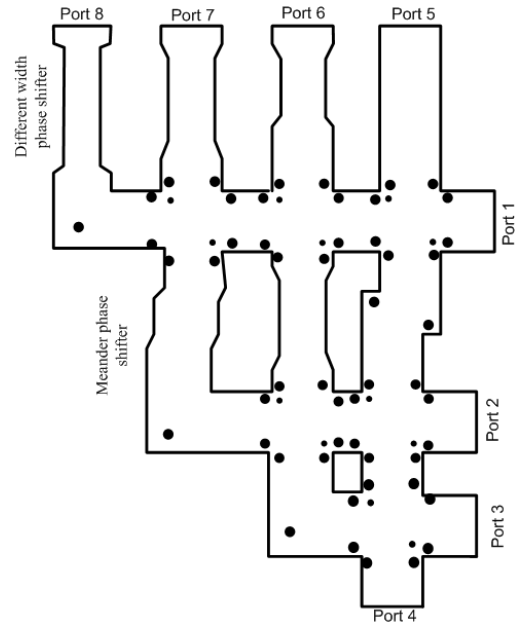 Port 8
Port 7
Port 6
Port 5
Different width
phase shifter
Port 1
Meander phase
shifter
Port 2
Port 3
Port 4